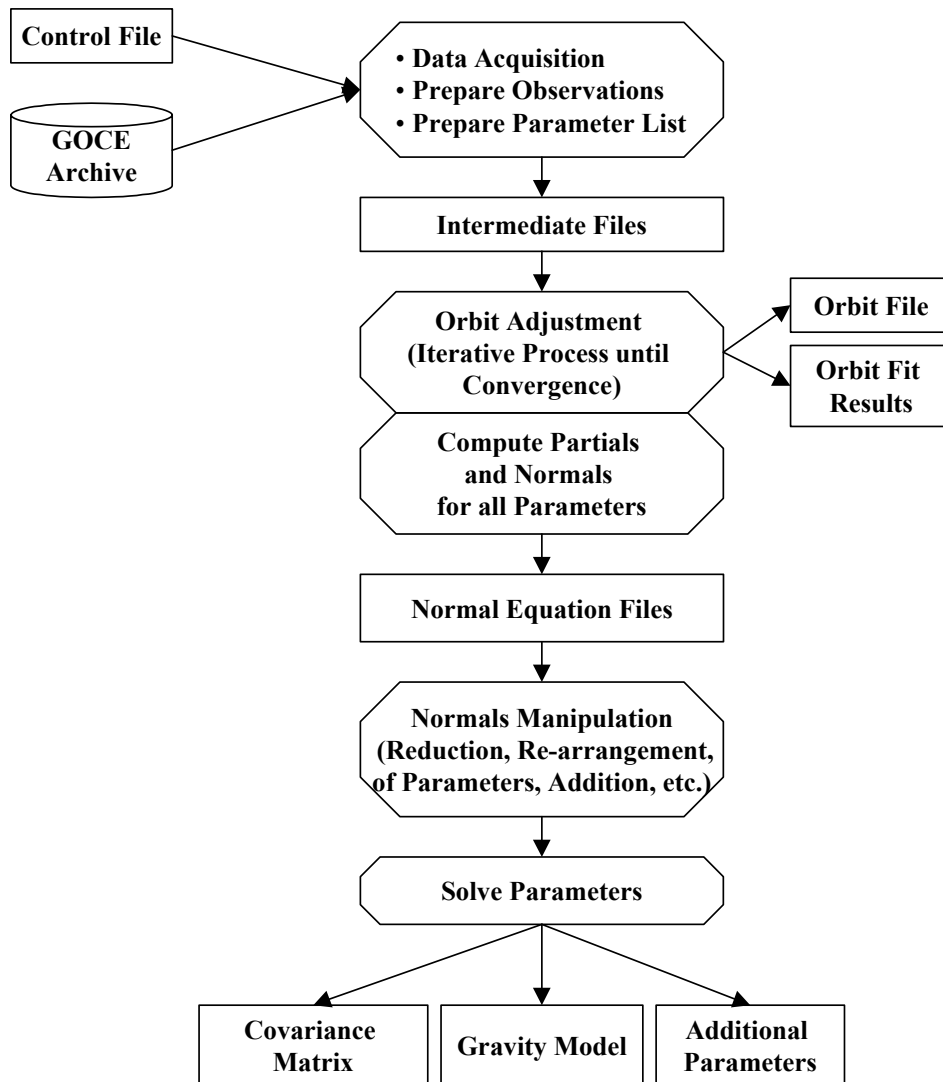 Control File
• Data Acquisition
• Prepare Observations
• Prepare Parameter List
GOCE
Archive
Intermediate Files
Orbit Adjustment
(Iterative Process until
Convergence)
Orbit File
Orbit Fit
Results
Compute Partials
and Normals
for all Parameters
Normal Equation Files
Normals Manipulation
(Reduction, Re-arrangement,
of Parameters, Addition, etc.)
Solve Parameters
Covariance
Matrix
Gravity Model
Additional
Parameters